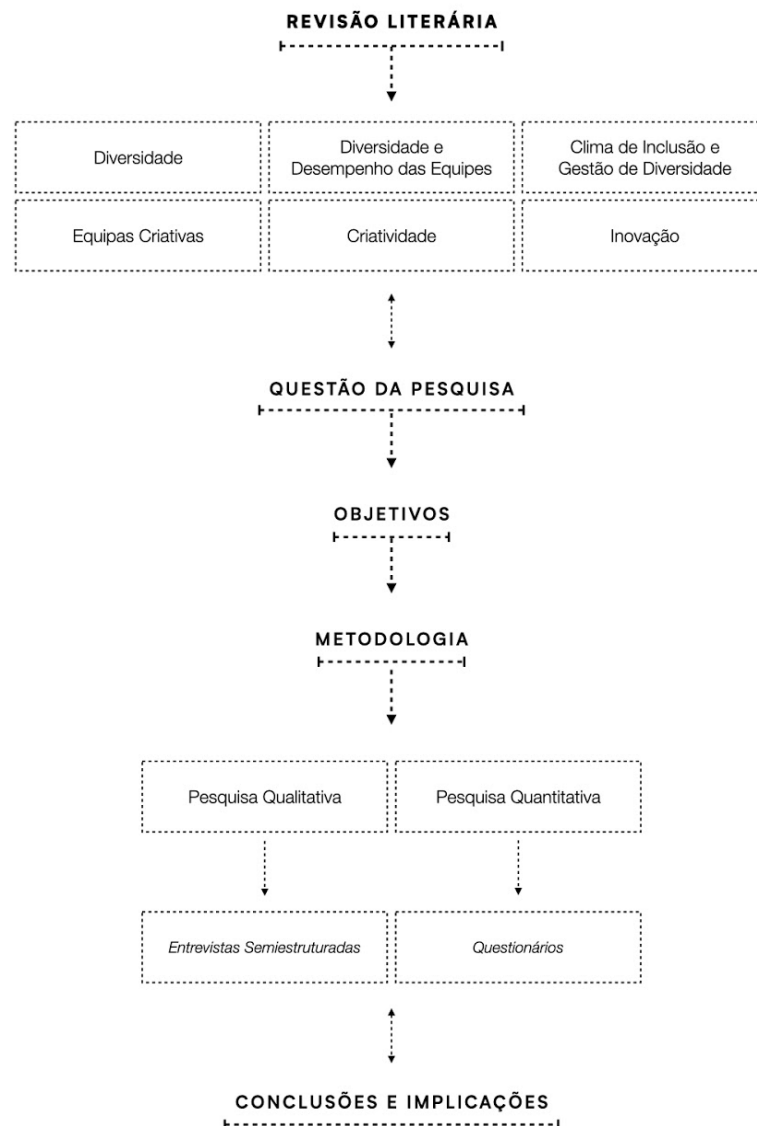 REVISÃO LITERÁRIA
Diversidade
Diversidade e
Desempenho das Equipes
Clima de Inclusão e
Gestão de Diversidade
Equipas Criativas
Criatividade
Inovação
QUESTÃO DA PESQUISA
OBJETIVOS
METODOLOGIA
Pesquisa Qualitativa
Pesquisa Quantitativa
Entrevistas Semiestruturadas
Questionários
CONCLUSÕES E IMPLICAÇÕES